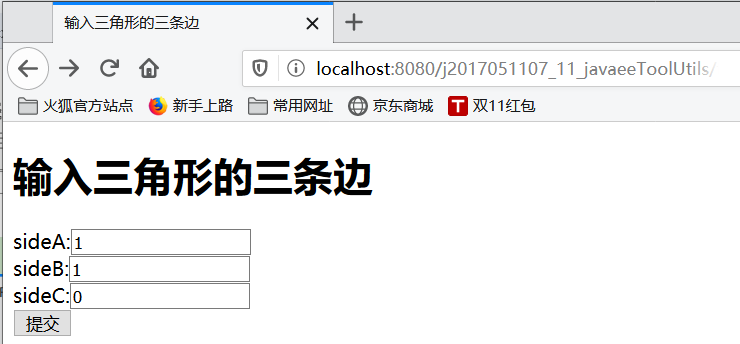 输入三角形的三条边
localhost:8080/j2017051107_11_javaeeToolUtils/
火狐官方站点 新手上路 常用网址 京东商城 T 双11红包
输入三角形的三条边
sideA:1
sideB:1
sideC:0
提交